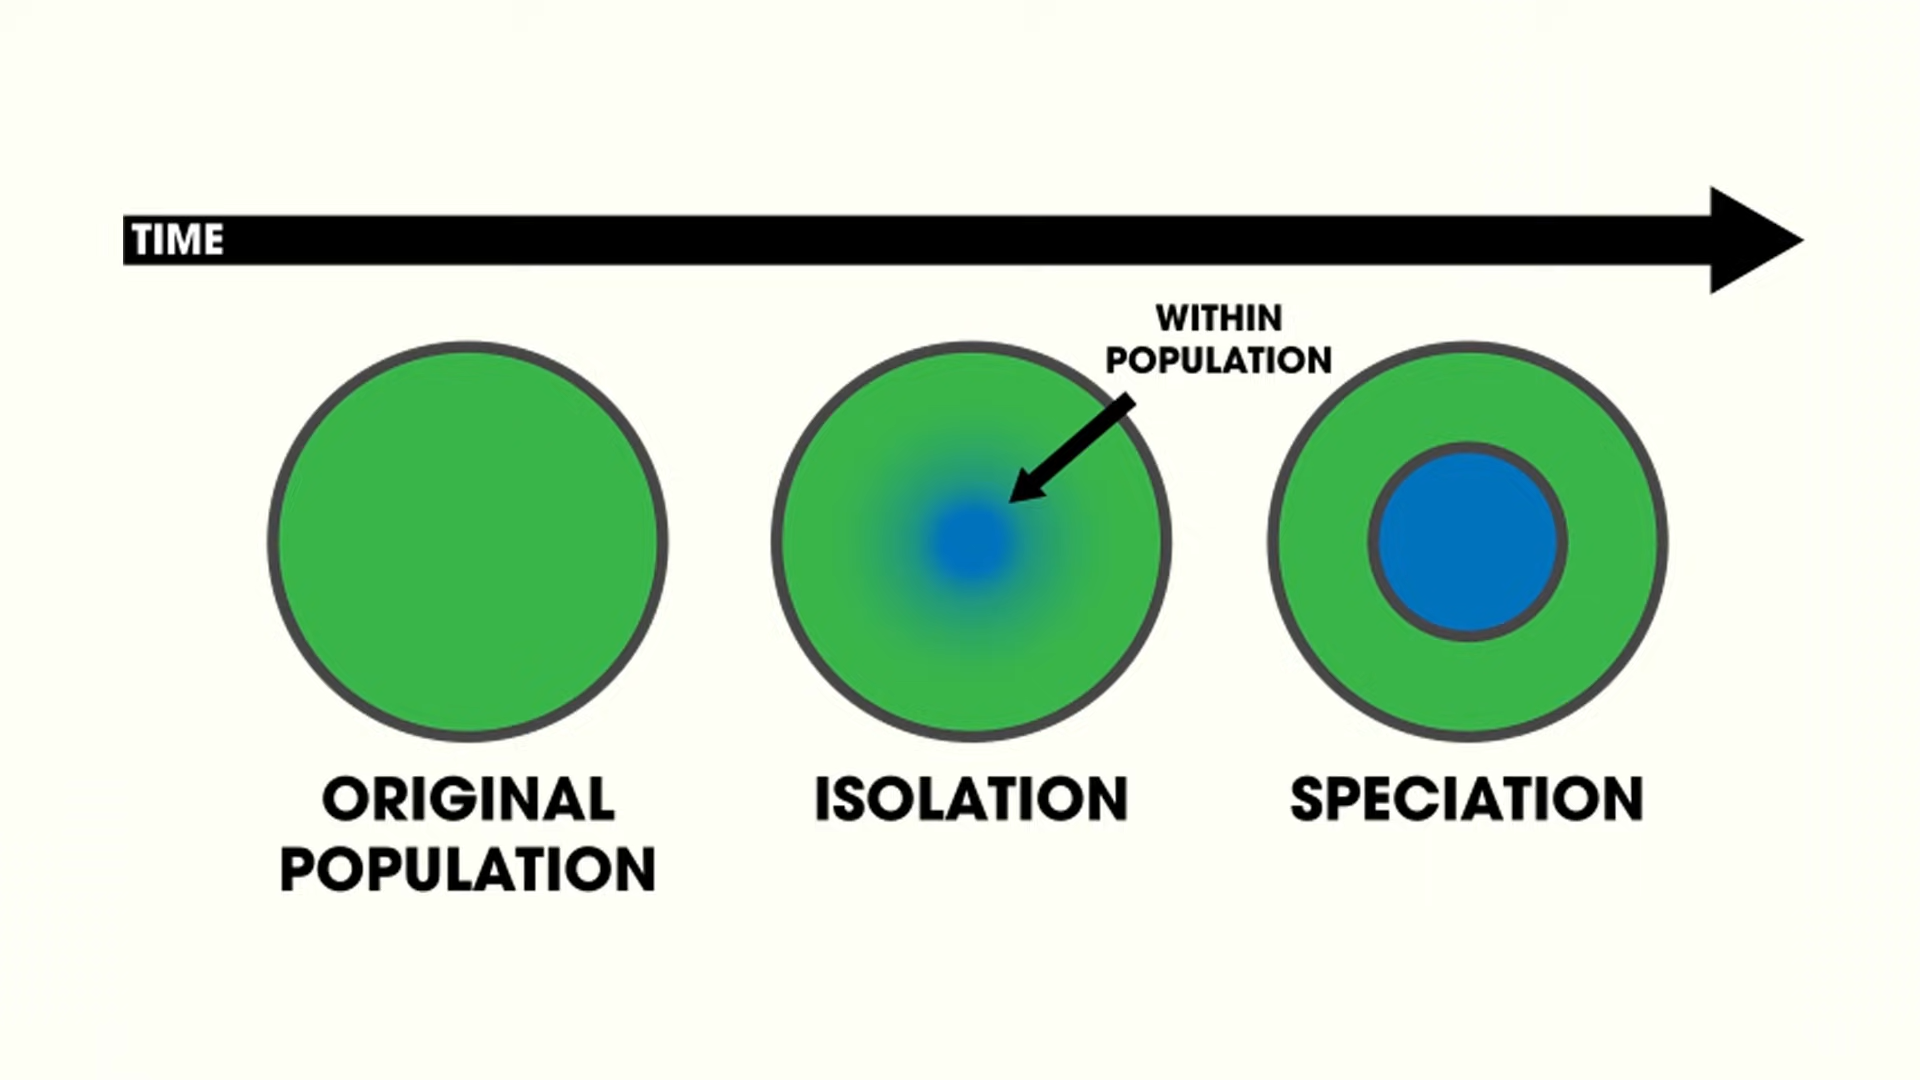 TIME
WITHIN
POPULATION
ORIGINAL
POPULATION
ISOLATION
SPECIATION